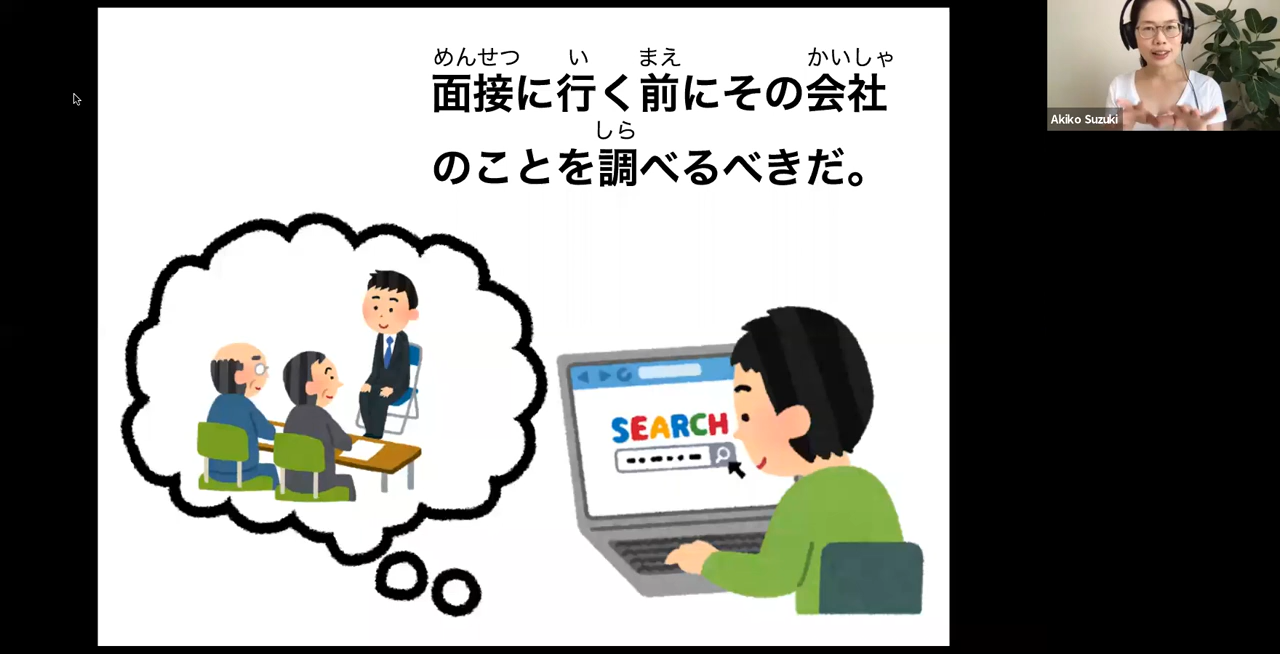 めんせつ い まえ かいしゃ
面接に行く前にその会社
しら
のことを調べるべきだ。
Akiko Suzuki
SEARCH